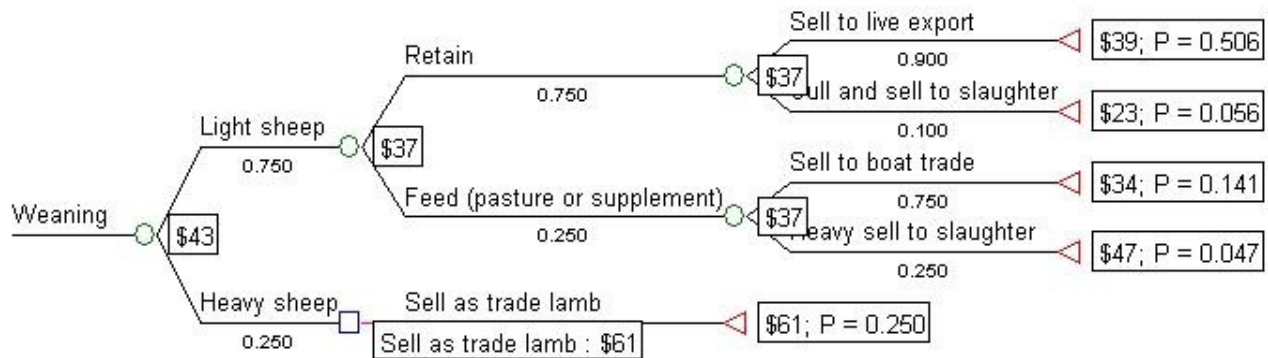 Sell to live export
$39; P = 0.506
0.900
Retain
$37
0.750
Cull and sell to slaughter
$23; P = 0.056
0.100
Light sheep
$37
0.750
Sell to boat trade
$34; P = 0.141
0.750
Feed (pasture or supplement)
$37
0.250
Heavy sell to slaughter
$47; P = 0.047
0.250
Weaning
$43
Heavy sheep
0.250
Sell as trade lamb
$61; P = 0.250
Sell as trade lamb : $61